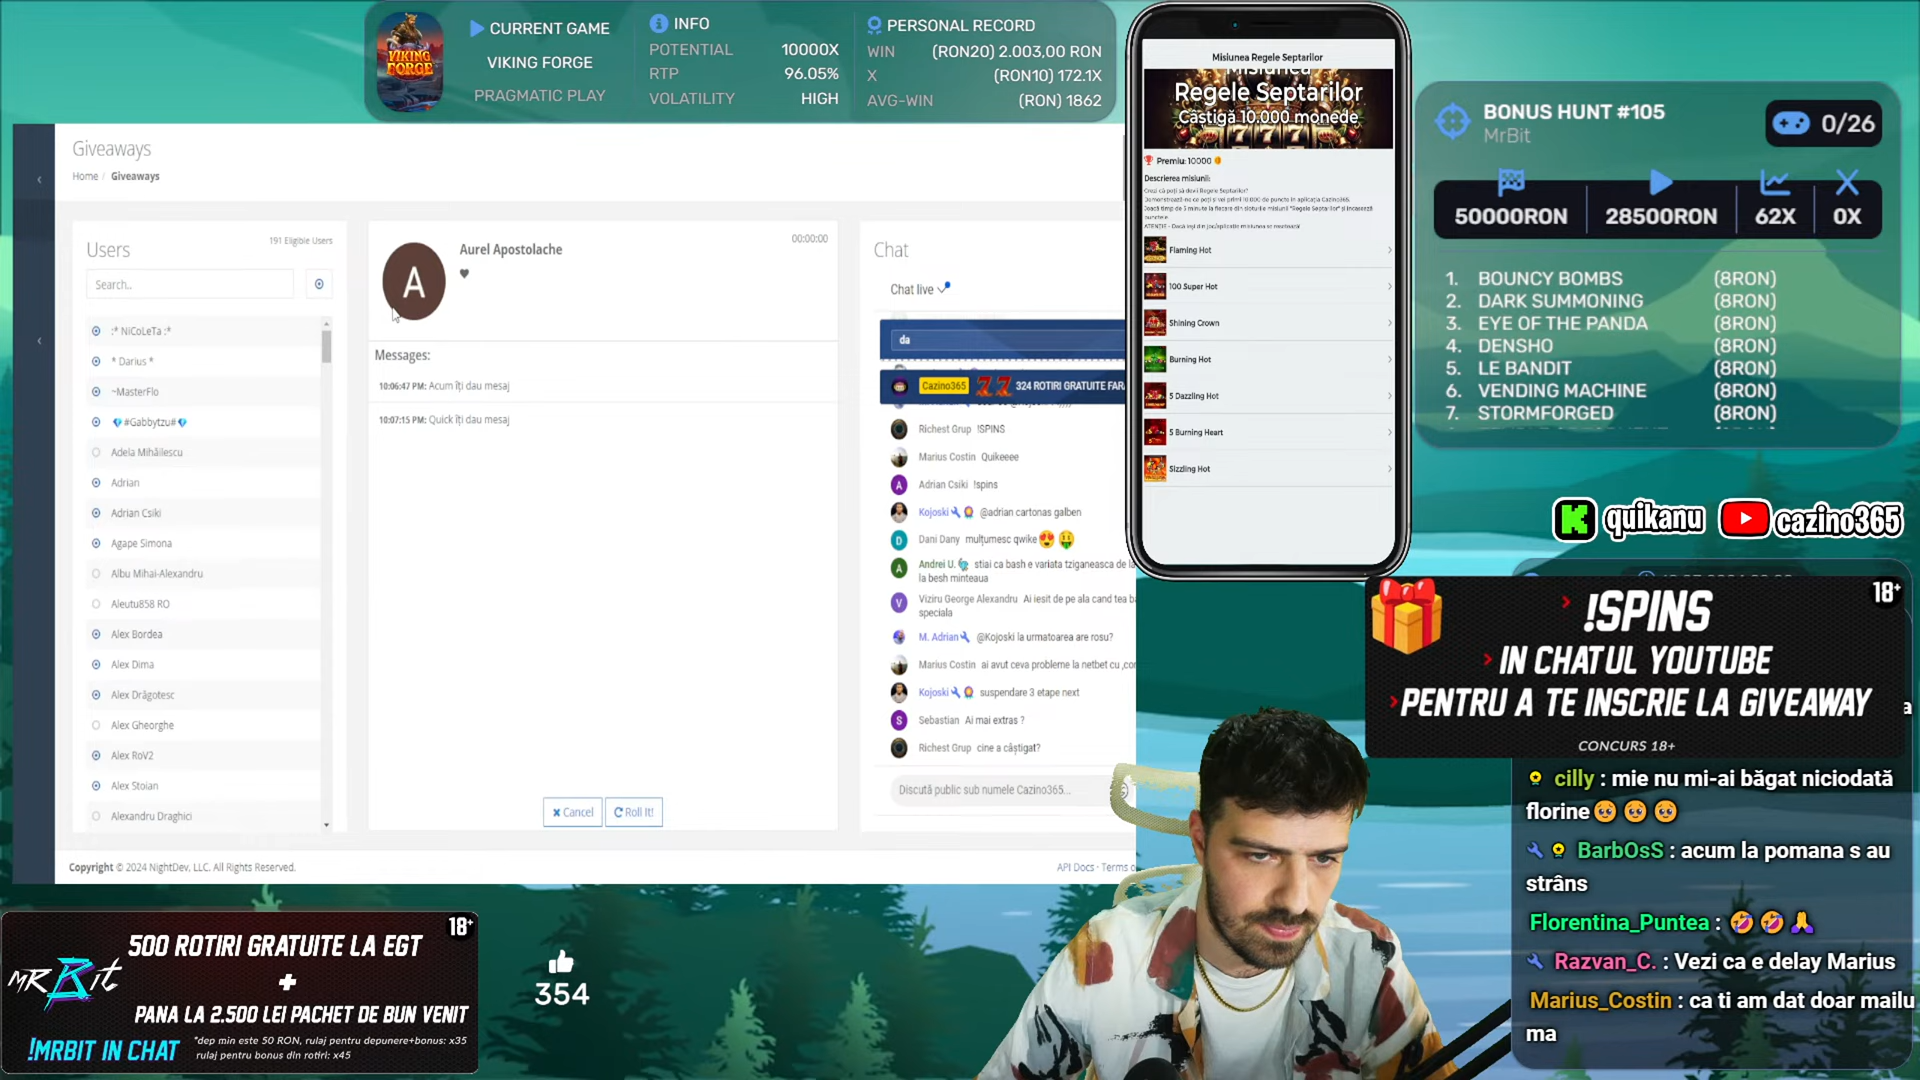 VIKING
FORGE
CURRENT GAME
VIKING FORGE
PRAGMATIC PLAY
INFO
POTENTIAL 10000X
RTP 96.05%
VOLATILITY HIGH
PERSONAL RECORD
WIN (RON20) 2.003,00 RON
X (RON10) 172.1X
AVG-WIN (RON) 1862
Giveaways
Home / Giveaways
Users
191 Eligible Users
Search..
:* NiCoLeTa :*
* Darius *
~MasterFlo
💎#Gabbytzu#💎
Adela Mihăilescu
Adrian
Adrian Csiki
Agape Simona
Albu Mihai-Alexandru
Aleutu858 RO
Alex Bordea
Alex Dima
Alex Drăgotesc
Alex Gheorghe
Alex RoV2
Alex Stoian
Alexandru Draghici
A
Aurel Apostolache
♥
00:00:00
Messages:
10:06:47 PM: Acum îți dau mesaj
10:07:15 PM: Quick îți dau mesaj
Cancel
Roll It!
Chat
Chat live
da
Cazino365 324 ROTIRI GRATUITE FARA
Richest Grup !SPINS
Marius Costin Quikeeee
A Adrian Csiki !spins
Kojoski @adrian cartonas galben
D Dani Dany mulțumesc qwike😍🤑
A Andrei U. stiai ca bash e variata tziganeasca de la
la besh minteaua
V Viziru George Alexandru Ai iesit de pe ala cand tea
speciala
M. Adrian @Kojoski la urmatoarea are rosu?
Marius Costin ai avut ceva probleme la netbet cu
Kojoski suspendare 3 etape next
S Sebastian Ai mai extras ?
Richest Grup cine a câștigat?
Discută public sub numele Cazino365...
Copyright © 2024 NightDev, LLC. All Rights Reserved.
API Docs - Terms
Misiunea Regele Septarilor
Misiunea
Regele Septarilor
Câștigă 10.000 monede
🏆 Premiu: 10000
Descrierea misiunii:
Flaming Hot
100 Super Hot
Shining Crown
Burning Hot
5 Dazzling Hot
5 Burning Heart
Sizzling Hot
BONUS HUNT #105
MrBit
0/26
50000RON
28500RON
62X
0X
1. BOUNCY BOMBS (8RON)
2. DARK SUMMONING (8RON)
3. EYE OF THE PANDA (8RON)
4. DENSHO (8RON)
5. LE BANDIT (8RON)
6. VENDING MACHINE (8RON)
7. STORMFORGED (8RON)
K quikanu
cazino365
18+
!SPINS
IN CHATUL YOUTUBE
PENTRU A TE INSCRIE LA GIVEAWAY
CONCURS 18+
cilly : mie nu mi-ai băgat niciodată
florine🥺🥺🥺
BarbOsS : acum la pomana s au
strâns
Florentina_Puntea : 🤣🤣🙏
Razvan_C. : Vezi ca e delay Marius
Marius_Costin : ca ti am dat doar mailu
ma
18+
MRBit
500 ROTIRI GRATUITE LA EGT
+
PANA LA 2.500 LEI PACHET DE BUN VENIT
!MRBIT IN CHAT
*dep min este 50 RON, rulaj pentru depunere+bonus: x35
rulaj pentru bonus din rotiri: x45
354